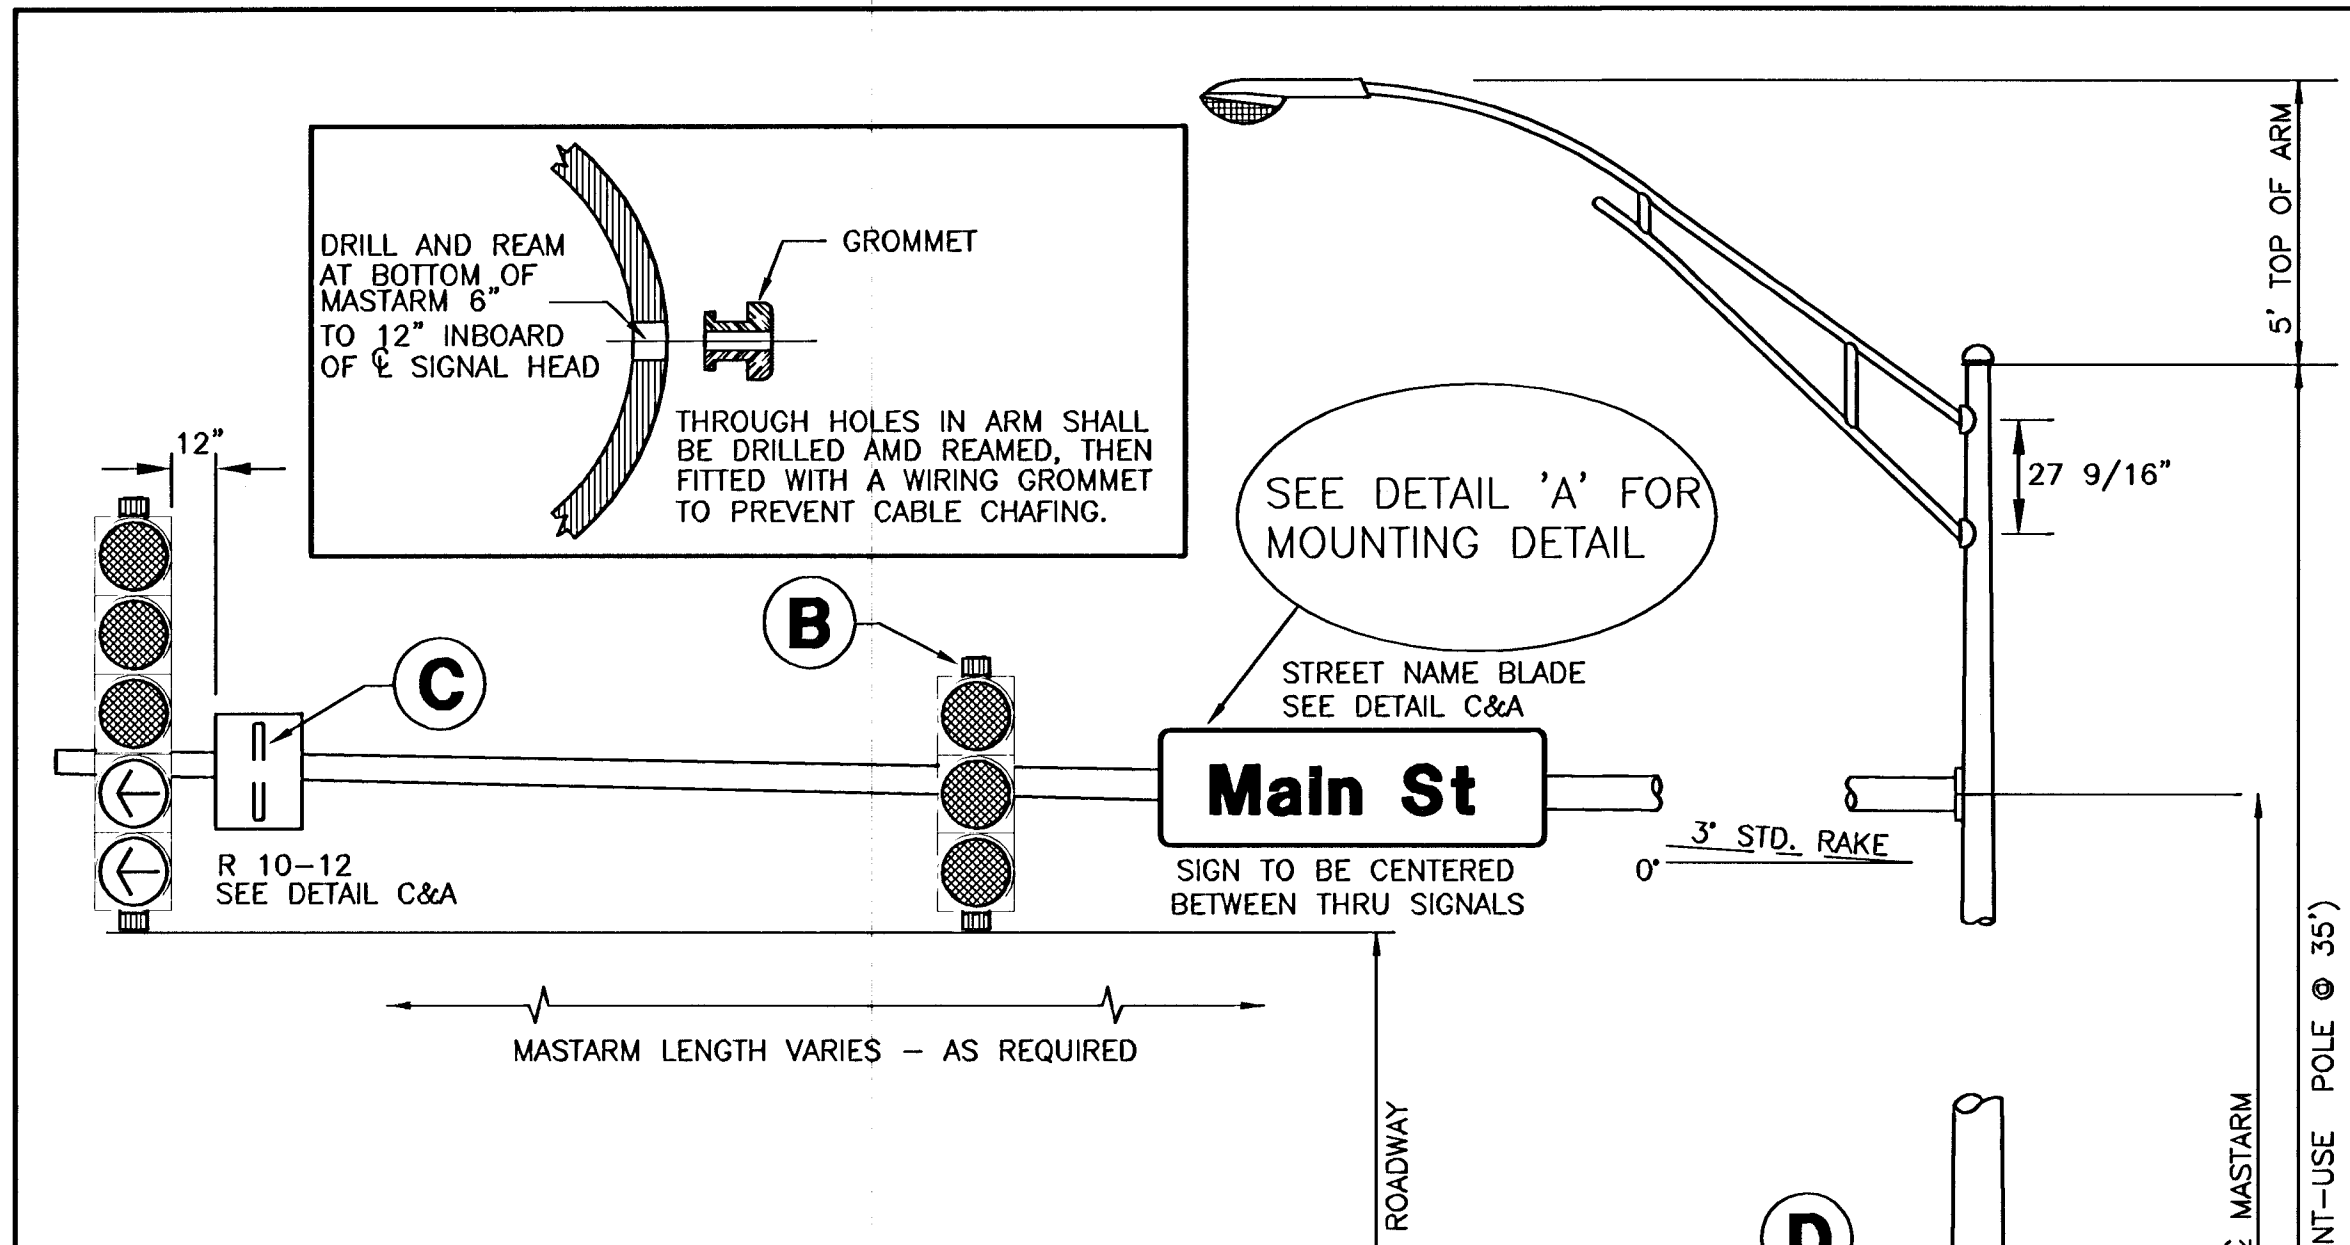 DRILL AND REAM
AT BOTTOM OF
MASTARM 6"
TO 12" INBOARD
OF ℄ SIGNAL HEAD
GROMMET
THROUGH HOLES IN ARM SHALL
BE DRILLED AMD REAMED, THEN
FITTED WITH A WIRING GROMMET
TO PREVENT CABLE CHAFING.
12"
C
B
SEE DETAIL 'A' FOR
MOUNTING DETAIL
STREET NAME BLADE
SEE DETAIL C&A
Main St
SIGN TO BE CENTERED
BETWEEN THRU SIGNALS
R 10-12
SEE DETAIL C&A
3° STD. RAKE
0°
27 9/16"
5' TOP OF ARM
MASTARM LENGTH VARIES - AS REQUIRED
ROADWAY
D
℄ MASTARM
NT-USE POLE @ 35')